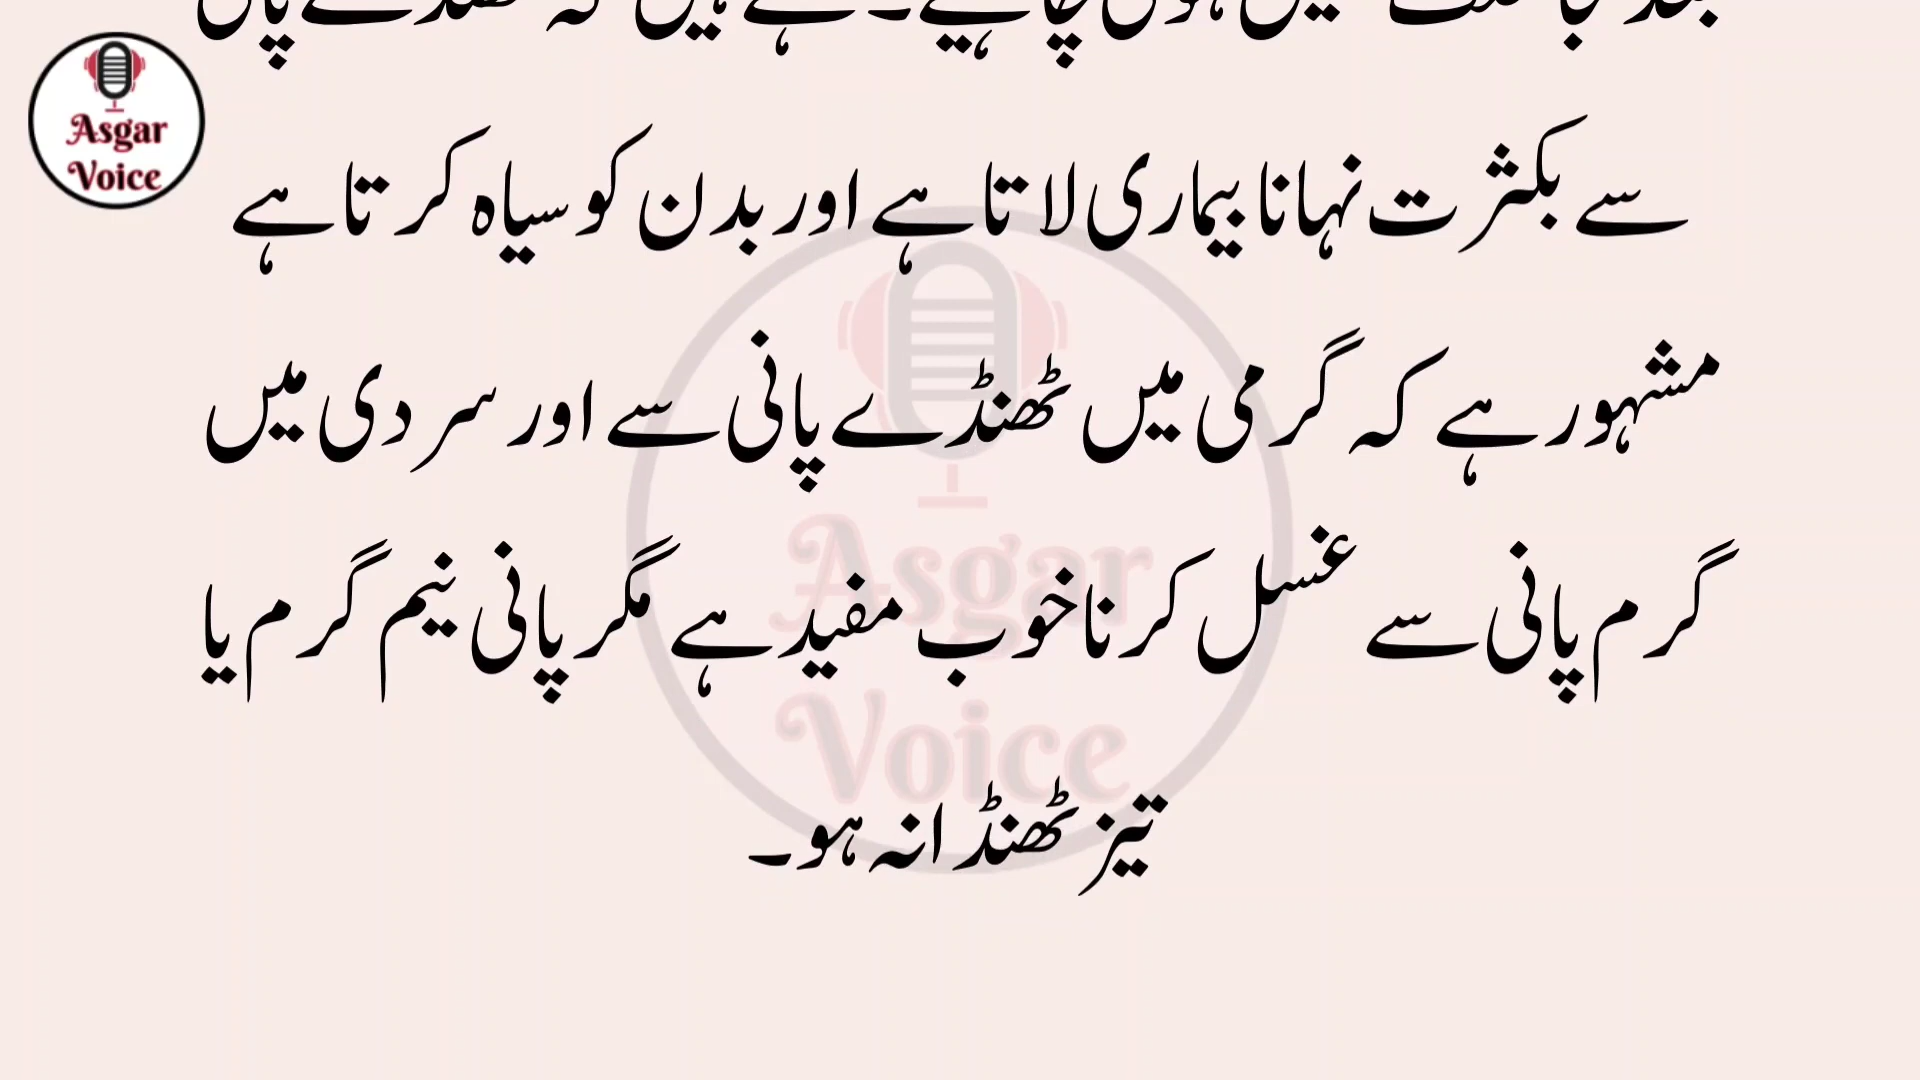 Asgar
Voice
سے بکثرت نہانا بیماری لاتا ہے اور بدن کو سیاہ کرتا ہے
مشہور ہے کہ گرمی میں ٹھنڈے پانی سے اور سردی میں
گرم پانی سے غسل کرنا خوب مفید ہے مگر پانی نیم گرم یا
تیز ٹھنڈا نہ ہو۔
Asgar
Voice